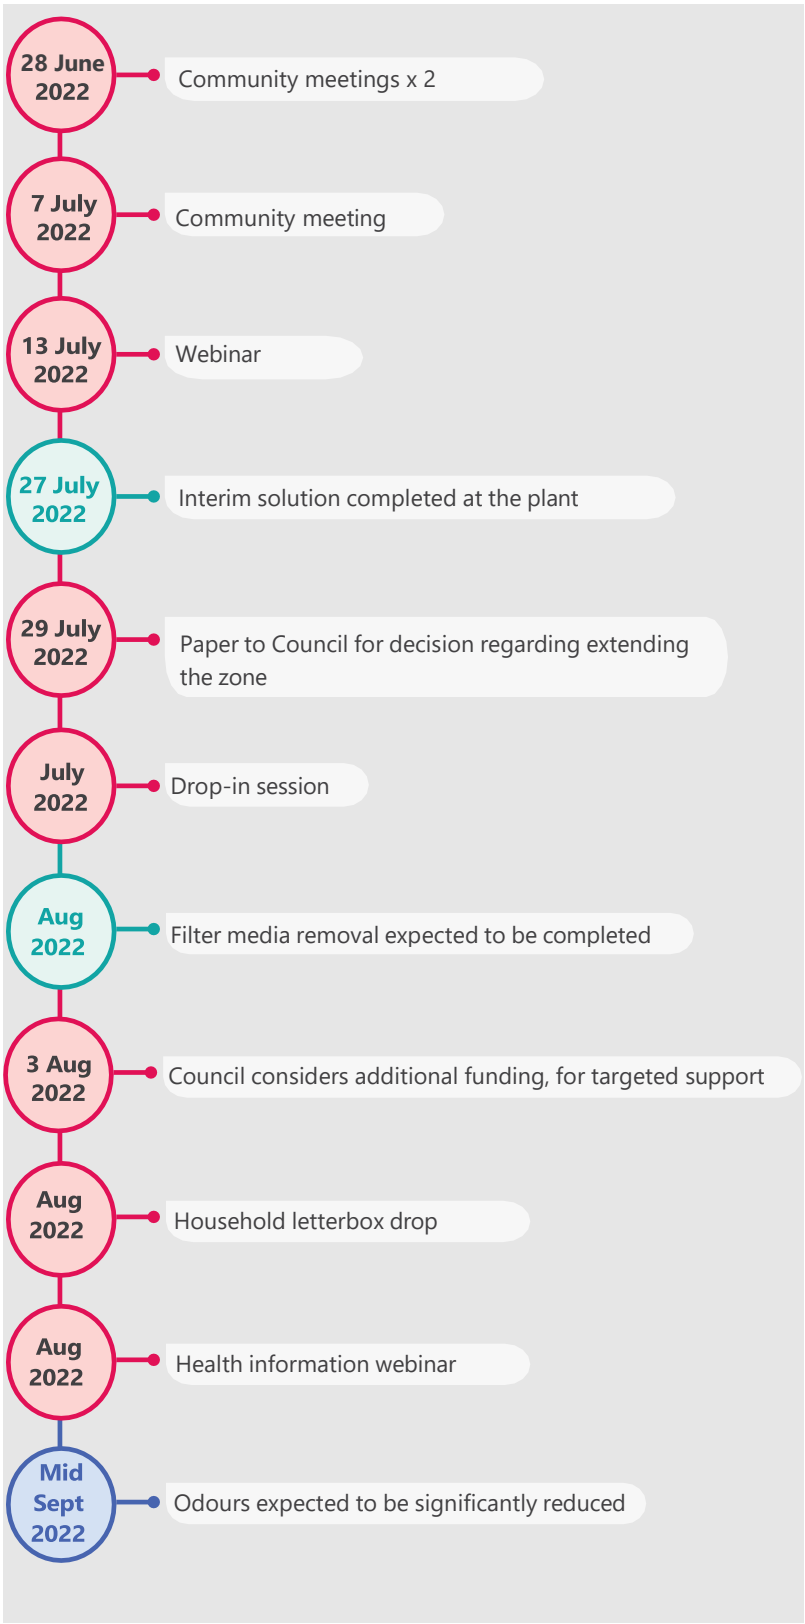 28 June
2022
Community meetings x 2
7 July
2022
Community meeting
13 July
2022
Webinar
27 July
2022
Interim solution completed at the plant
29 July
2022
Paper to Council for decision regarding extending
the zone
July
2022
Drop-in session
Aug
2022
Filter media removal expected to be completed
3 Aug
2022
Council considers additional funding, for targeted support
Aug
2022
Household letterbox drop
Aug
2022
Health information webinar
Mid
Sept
2022
Odours expected to be significantly reduced